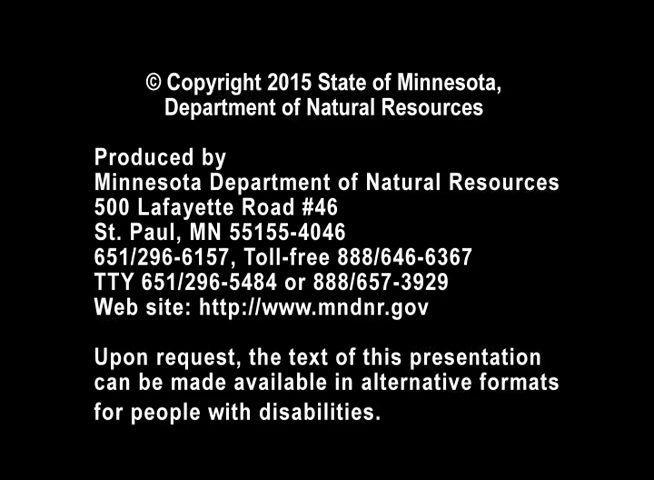 © Copyright 2015 State of Minnesota,
Department of Natural Resources
Produced by
Minnesota Department of Natural Resources
500 Lafayette Road #46
St. Paul, MN 55155-4046
651/296-6157, Toll-free 888/646-6367
TTY 651/296-5484 or 888/657-3929
Web site: http://www.mndnr.gov
Upon request, the text of this presentation
can be made available in alternative formats
for people with disabilities.